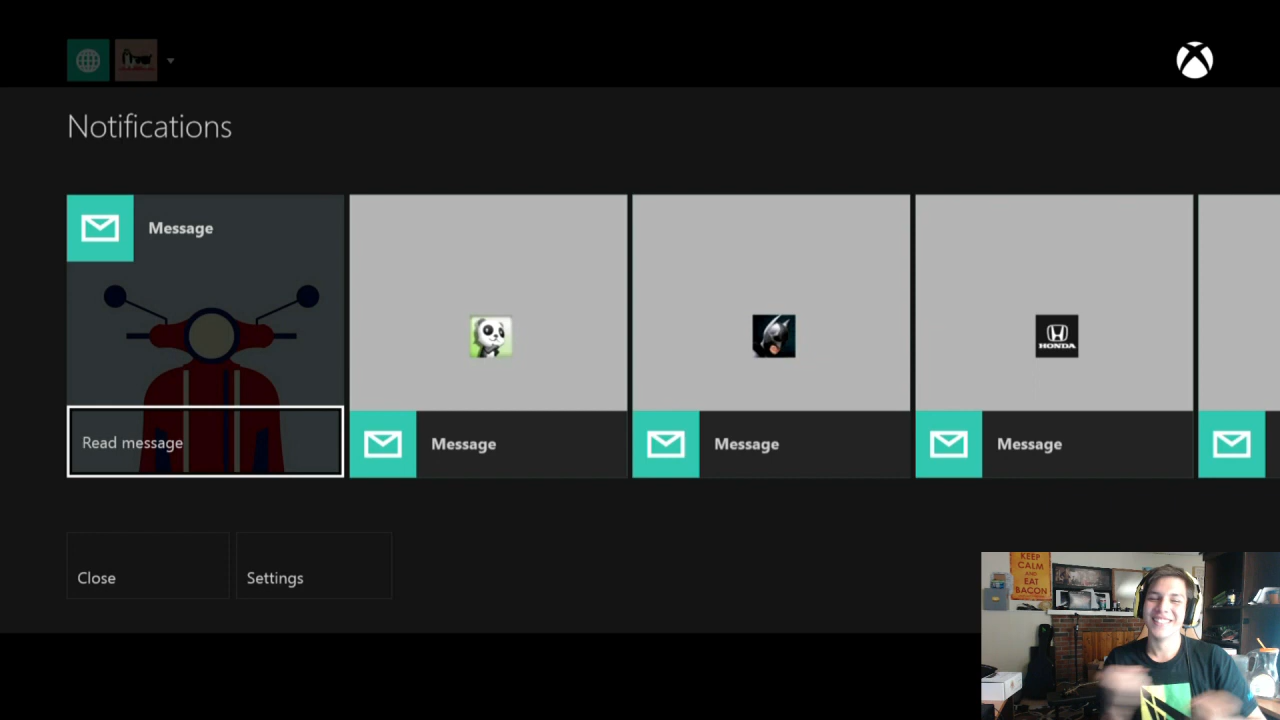 Notifications
Message
Read message
Message
Message
HONDA
Message
Close
Settings
KEEP
CALM
AND
EAT
BACON